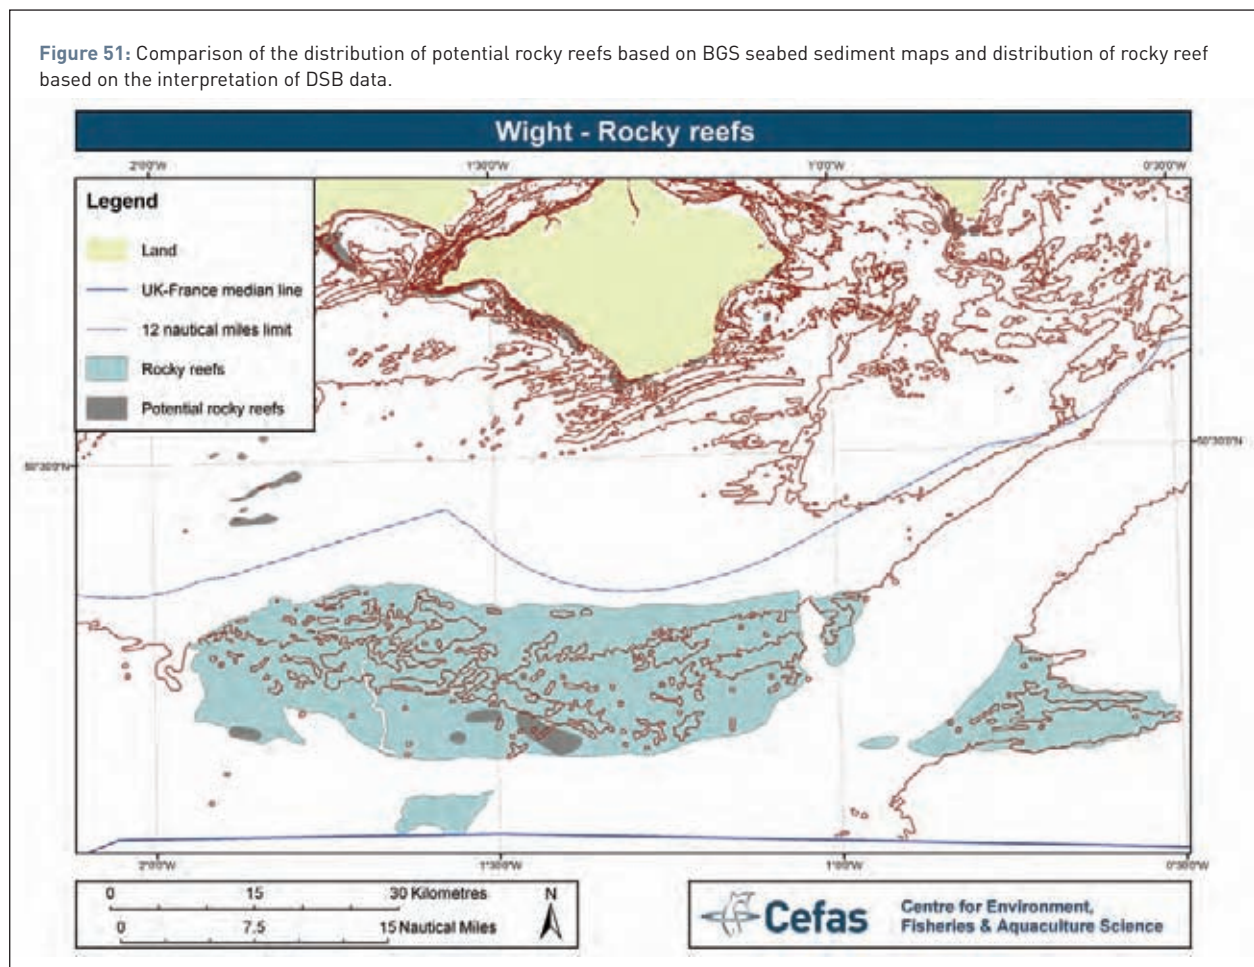 Figure 51: Comparison of the distribution of potential rocky reefs based on BGS seabed sediment maps and distribution of rocky reef
based on the interpretation of DSB data.
Wight - Rocky reefs
2°0'0"W 1°30'0"W 1°0'0"W 0°30'0"W
Legend
Land
UK-France median line
12 nautical miles limit
Rocky reefs
Potential rocky reefs
50°30'0"N 50°30'0"N
2°0'0"W 1°30'0"W 1°0'0"W 0°30'0"W
0 15 30 Kilometres
0 7.5 15 Nautical Miles
N
Cefas
Centre for Environment,
Fisheries & Aquaculture Science